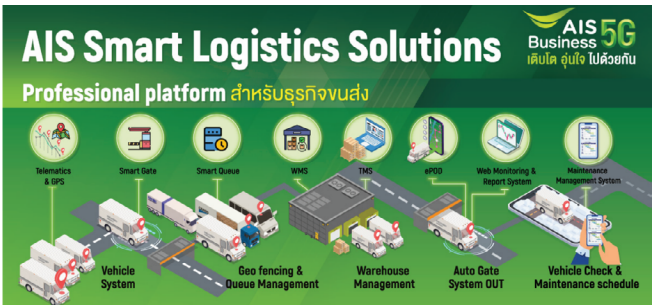 AIS Smart Logistics Solutions
AIS 5G
Business
เติบโต อุ่นใจ ไปด้วยกัน
Professional platform สำหรับธุรกิจขนส่ง
Telematics
& GPS
Smart Gate
Smart Queue
WMS
TMS
ePOD
Web Monitoring &
Report System
Maintenance
Management System
Vehicle
System
Geo fencing &
Queue Management
Warehouse
Management
Auto Gate
System OUT
Vehicle Check &
Maintenance schedule